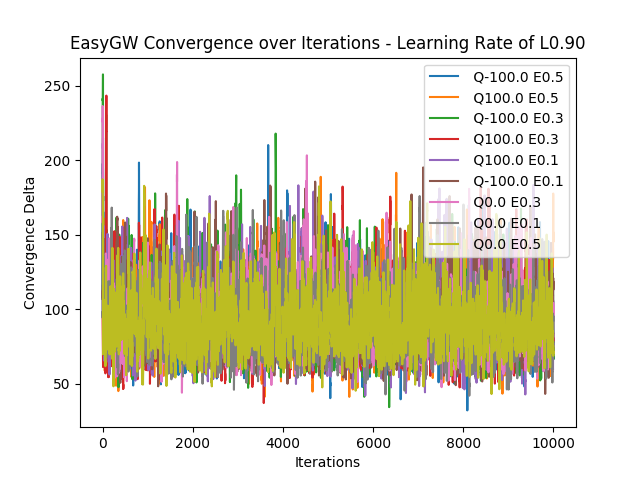 EasyGW Convergence over Iterations - Learning Rate of L0.90
Convergence Delta
250
200
150
100
50
Q-100.0 E0.5
Q100.0 E0.5
Q-100.0 E0.3
Q100.0 E0.3
Q100.0 E0.1
Q-100.0 E0.1
Q0.0 E0.3
Q0.0 E0.1
Q0.0 E0.5
0 2000 4000 6000 8000 10000
Iterations